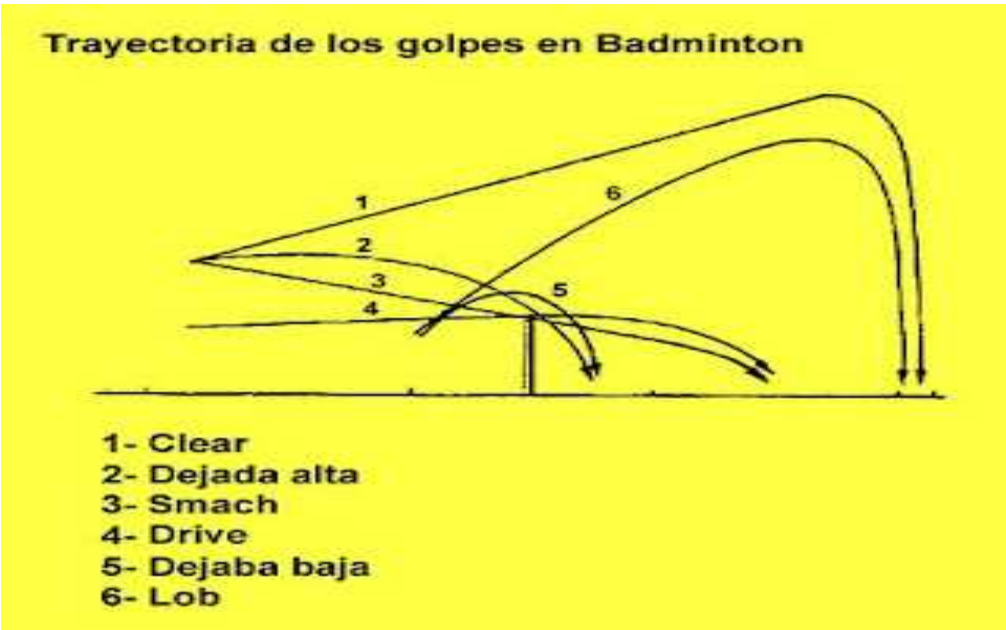 Trayectoria de los golpes en Badminton
1
6
2
3
5
4
1- Clear
2- Dejada alta
3- Smach
4- Drive
5- Dejaba baja
6- Lob